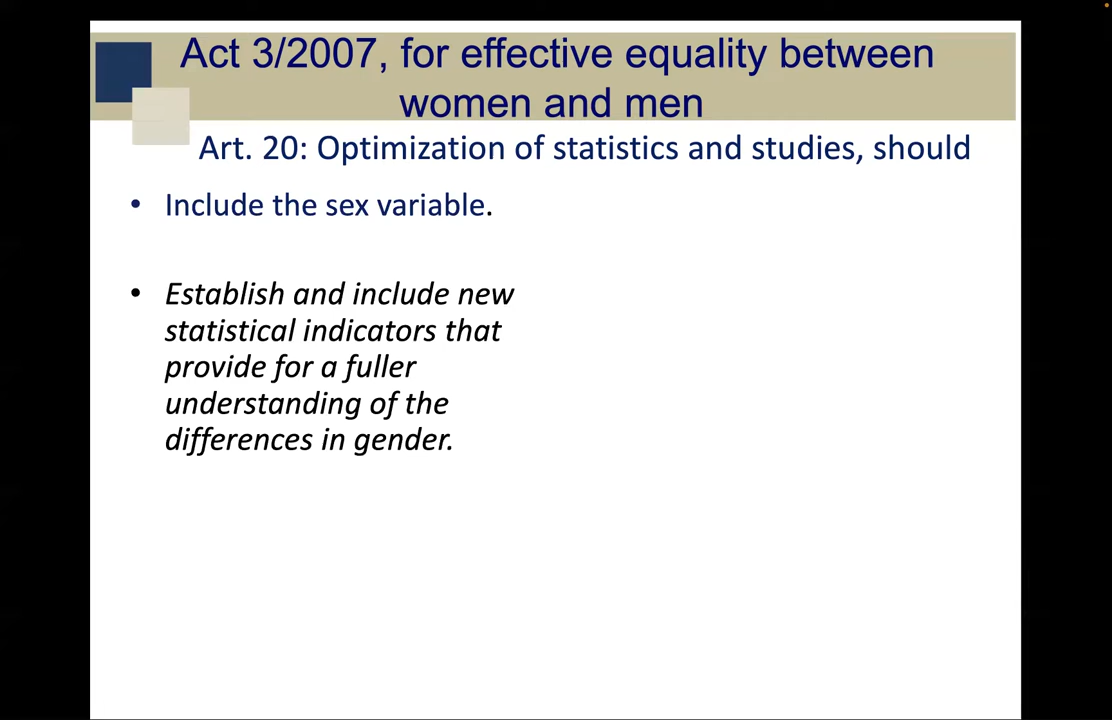 Act 3/2007, for effective equality between
women and men
Art. 20: Optimization of statistics and studies, should
• Include the sex variable.
• Establish and include new
statistical indicators that
provide for a fuller
understanding of the
differences in gender.